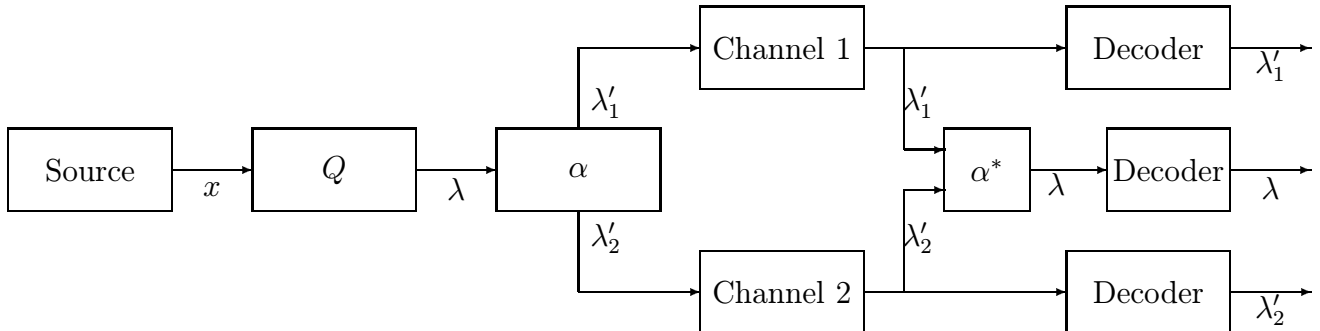 Channel 1
Decoder
λ′₁
λ′₁
λ′₁
Source
x
Q
λ
α
α*
λ
Decoder
λ
λ′₂
λ′₂
Channel 2
Decoder
λ′₂